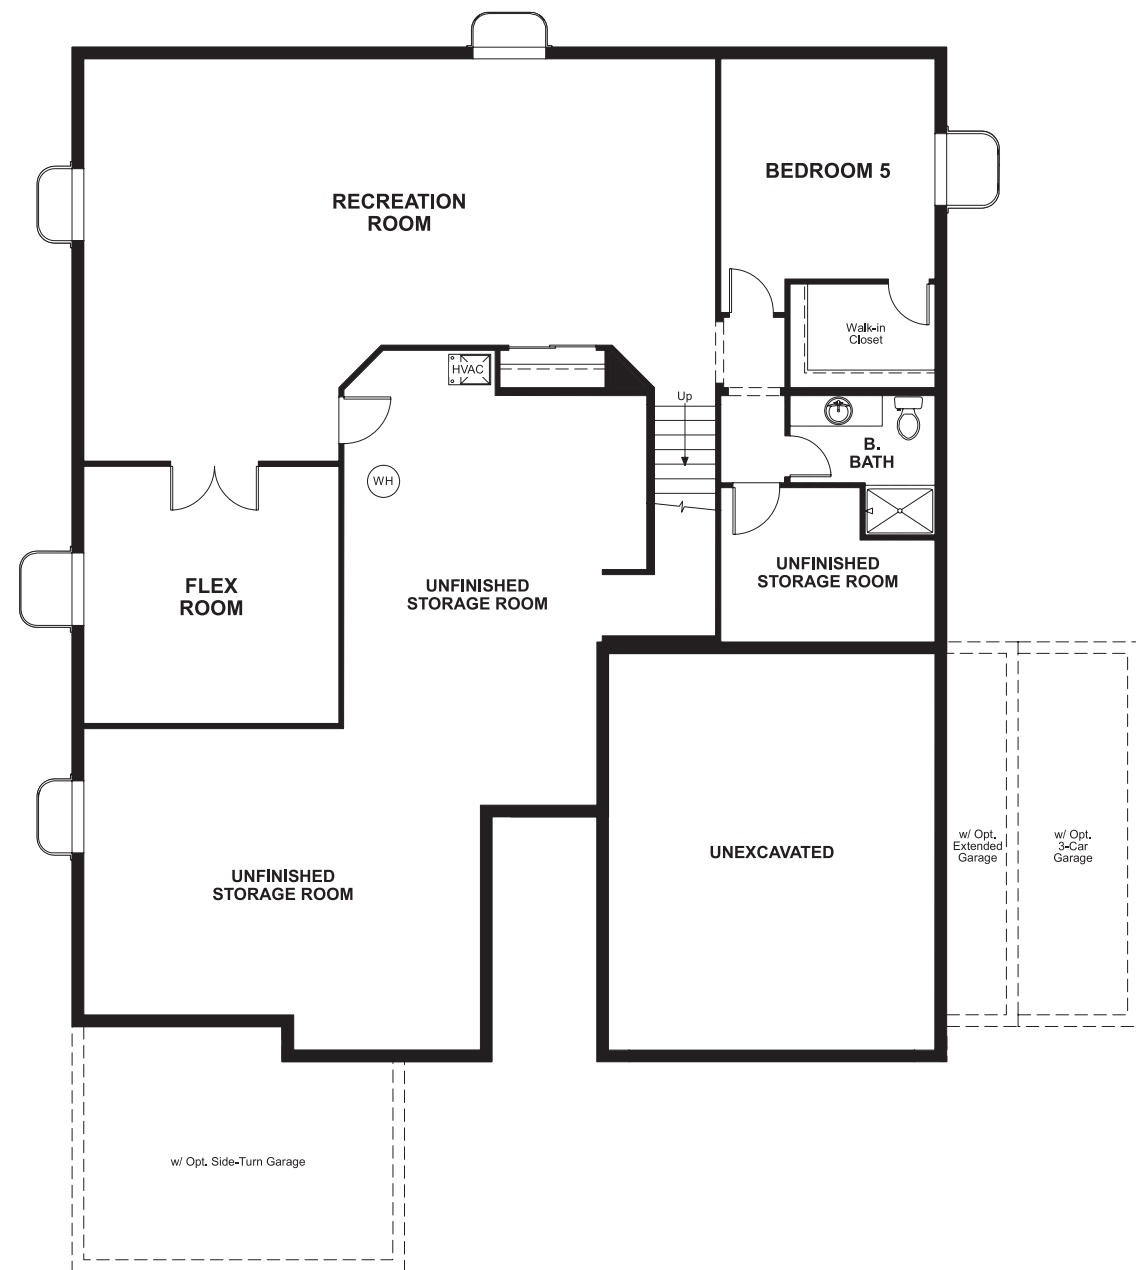 BEDROOM 5
RECREATION
ROOM
Walk-in
Closet
HVAC
Up
B.
BATH
WH
UNFINISHED
STORAGE ROOM
FLEX
ROOM
UNFINISHED
STORAGE ROOM
w/ Opt.
Extended
Garage
w/ Opt.
3-Car
Garage
UNEXCAVATED
UNFINISHED
STORAGE ROOM
w/ Opt. Side-Turn Garage